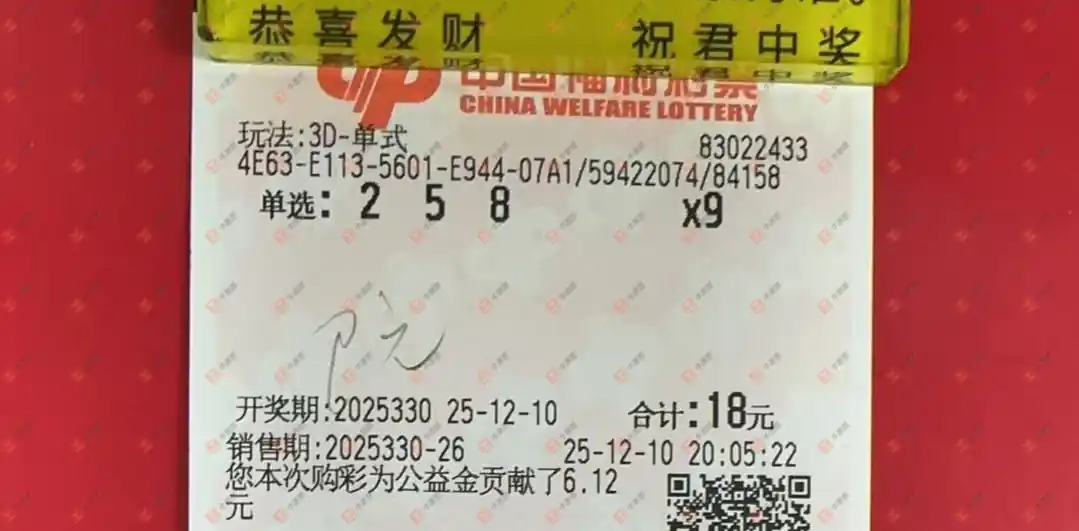 恭喜发财 祝君中奖
中国福利彩票
CHINA WELFARE LOTTERY
玩法:3D-单式 83022433
4E63-E113-5601-E944-07A1/59422074/84158
单选: 2 5 8 x9
开奖期:2025330 25-12-10 合计:18元
销售期:2025330-26 25-12-10 20:05:22
您本次购彩为公益金贡献了6.12
元